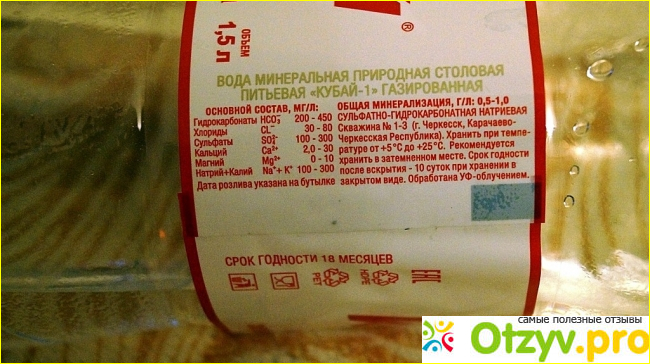 ®
ОБЪЕМ
1,5 л
ВОДА МИНЕРАЛЬНАЯ ПРИРОДНАЯ СТОЛОВАЯ
ПИТЬЕВАЯ «КУБАЙ-1» ГАЗИРОВАННАЯ
ОСНОВНОЙ СОСТАВ, МГ/Л:
Гидрокарбонаты HCO₃⁻ 200 - 450
Хлориды CL⁻ 30 - 80
Сульфаты SO₄²⁻ 100 - 300
Кальций Ca²⁺ 2,0 - 30
Магний Mg²⁺ 0 - 10
Натрий+Калий Na⁺+ K⁺ 100 - 300
Дата розлива указана на бутылке
ОБЩАЯ МИНЕРАЛИЗАЦИЯ, Г/Л: 0,5-1,0
СУЛЬФАТНО-ГИДРОКАРБОНАТНАЯ НАТРИЕВАЯ
Скважина № 1-3 (г. Черкесск, Карачаево-
Черкесская Республика). Хранить при темпе-
ратуре от +5°С до +25°С. Рекомендуется
хранить в затемненном месте. Срок годности
после вскрытия - 10 суток при хранении в
закрытом виде. Обработана УФ-облучением.
СРОК ГОДНОСТИ 18 МЕСЯЦЕВ
PET
HDPE
EAC
самые полезные отзывы
Otzyv.pro